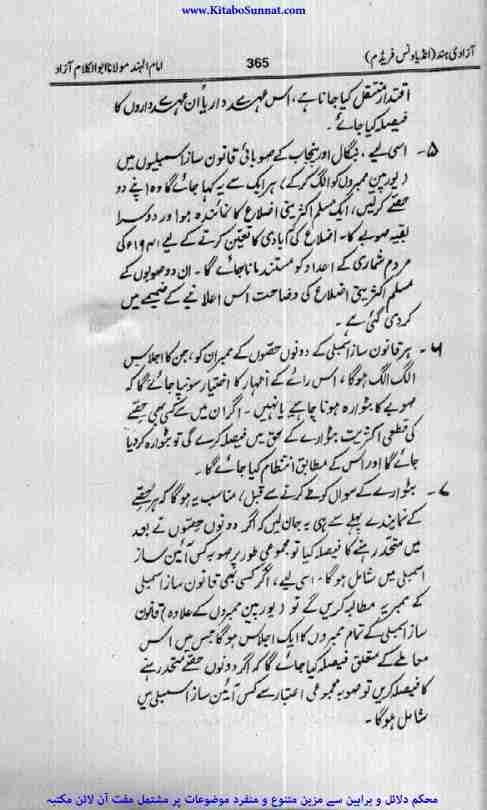 www.KitaboSunnat.com
آزادی ہند (انڈیا ونس فریڈم) 365 امام الہند مولانا ابوالکلام آزاد
اقتدار منتقل کیا جانا ہے، اس عہدے دار یا اُن عہدے داروں کا
فیصلہ کیا جائے۔
۵۔ اسی لیے، بنگال اور پنجاب کے صوبائی قانون ساز اسمبلیوں میں
(یورپین ممبروں کو الگ کر کے) ہر ایک سے یہ کہا جائے گا وہ اپنے دو
حصّے کر لیں، ایک مسلم اکثریتی اضلاع کا نمائندہ ہو اور دوسرا
بقیہ صوبے کا۔ اضلاع کی آبادی کا تعین کرنے کے لیے ۱۹۴۱ء کی
مردم شماری کے اعداد کو مستند مانا جائے گا۔ ان دو صوبوں کے
مسلم اکثریتی اضلاع کی وضاحت اس اعلانیے کے ضمیمے میں
کر دی گئی ہے۔
۶۔ ہر قانون ساز اسمبلی کے دونوں حصّوں کے ممبران کو، جن کا اجلاس
الگ الگ ہوگا، اس رائے کے اظہار کا اختیار سونپا جائے گا کہ
صوبے کا بٹوارہ ہونا چاہیے یا نہیں۔ اگر ان میں سے کسی بھی حصّے
کی قطعی اکثریت بٹوارے کے حق میں فیصلہ کرے گی تو بٹوارہ کر دیا
جائے گا اور اس کے مطابق انتظام کیا جائے گا۔
۷۔ بٹوارے کے سوال کو طے کرنے سے قبل، مناسب یہ ہوگا کہ ہر حصّے
کے نمایندے پہلے سے ہی یہ جان لیں کہ اگر دونوں حصّوں نے بعد
میں متحد رہنے کا فیصلہ کیا تو مجموعی طور پر صوبہ کس آئین ساز
اسمبلی میں شامل ہوگا۔ اسی لیے، اگر کسی بھی قانون ساز اسمبلی
کے ممبر یہ مطالبہ کریں گے تو (یورپین ممبروں کے علاوہ) قانون
ساز اسمبلی کے تمام ممبروں کا ایک اجلاس ہوگا جس میں اس
معاملے کے متعلق فیصلہ کیا جائے گا کہ اگر دونوں حصّے متحد رہنے
کا فیصلہ کریں تو صوبہ مجموعی اعتبار سے کس آئین ساز اسمبلی میں
شامل ہوگا۔
محکم دلائل و براہین سے مزین متنوع و منفرد موضوعات پر مشتمل مفت آن لائن مکتبہ